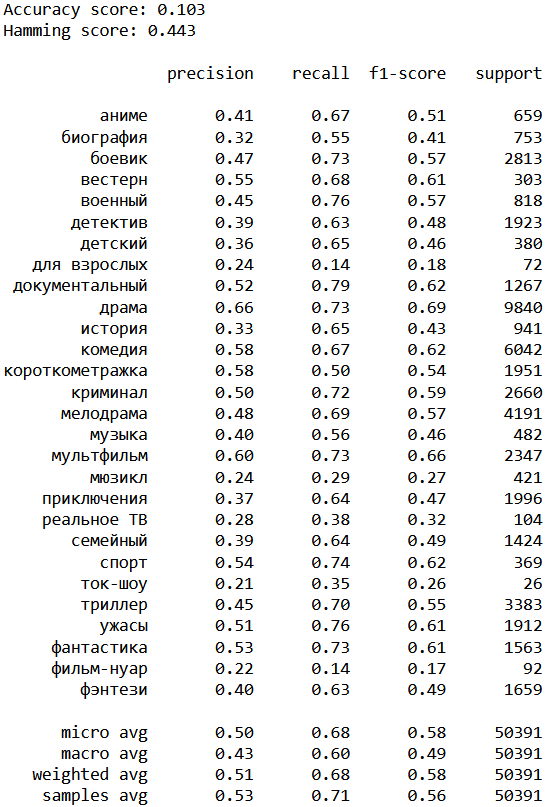 Accuracy score: 0.103
Hamming score: 0.443
precision recall f1-score support
аниме 0.41 0.67 0.51 659
биография 0.32 0.55 0.41 753
боевик 0.47 0.73 0.57 2813
вестерн 0.55 0.68 0.61 303
военный 0.45 0.76 0.57 818
детектив 0.39 0.63 0.48 1923
детский 0.36 0.65 0.46 380
для взрослых 0.24 0.14 0.18 72
документальный 0.52 0.79 0.62 1267
драма 0.66 0.73 0.69 9840
история 0.33 0.65 0.43 941
комедия 0.58 0.67 0.62 6042
короткометражка 0.58 0.50 0.54 1951
криминал 0.50 0.72 0.59 2660
мелодрама 0.48 0.69 0.57 4191
музыка 0.40 0.56 0.46 482
мультфильм 0.60 0.73 0.66 2347
мюзикл 0.24 0.29 0.27 421
приключения 0.37 0.64 0.47 1996
реальное ТВ 0.28 0.38 0.32 104
семейный 0.39 0.64 0.49 1424
спорт 0.54 0.74 0.62 369
ток-шоу 0.21 0.35 0.26 26
триллер 0.45 0.70 0.55 3383
ужасы 0.51 0.76 0.61 1912
фантастика 0.53 0.73 0.61 1563
фильм-нуар 0.22 0.14 0.17 92
фэнтези 0.40 0.63 0.49 1659
micro avg 0.50 0.68 0.58 50391
macro avg 0.43 0.60 0.49 50391
weighted avg 0.51 0.68 0.58 50391
samples avg 0.53 0.71 0.56 50391